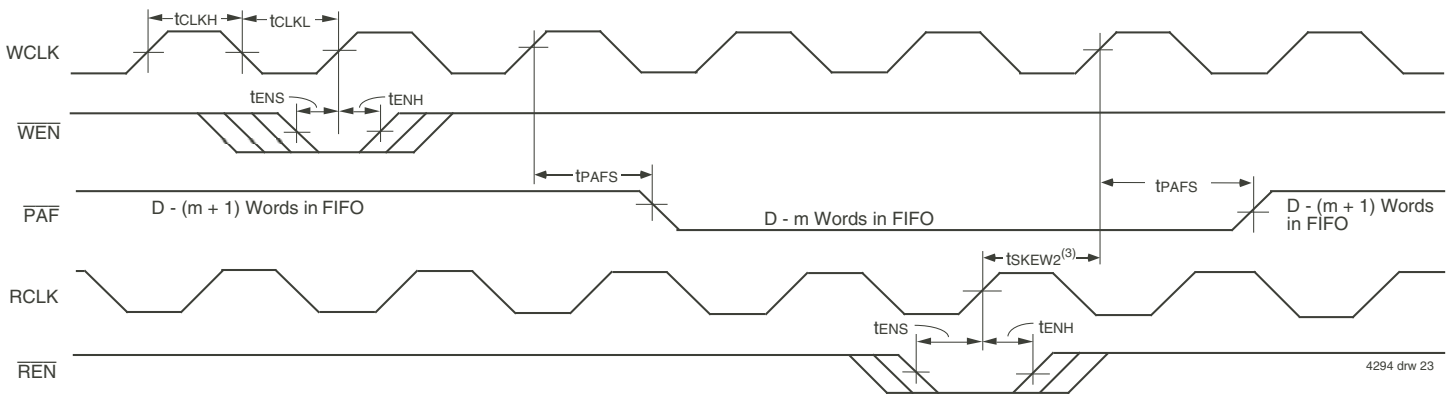 tCLKH tCLKL
WCLK
tENS tENH
WEN
tPAFS tPAFS
PAF
D - (m + 1) Words in FIFO
D - m Words in FIFO
D - (m + 1) Words
in FIFO
tSKEW2(3)
RCLK
tENS tENH
REN
4294 drw 23